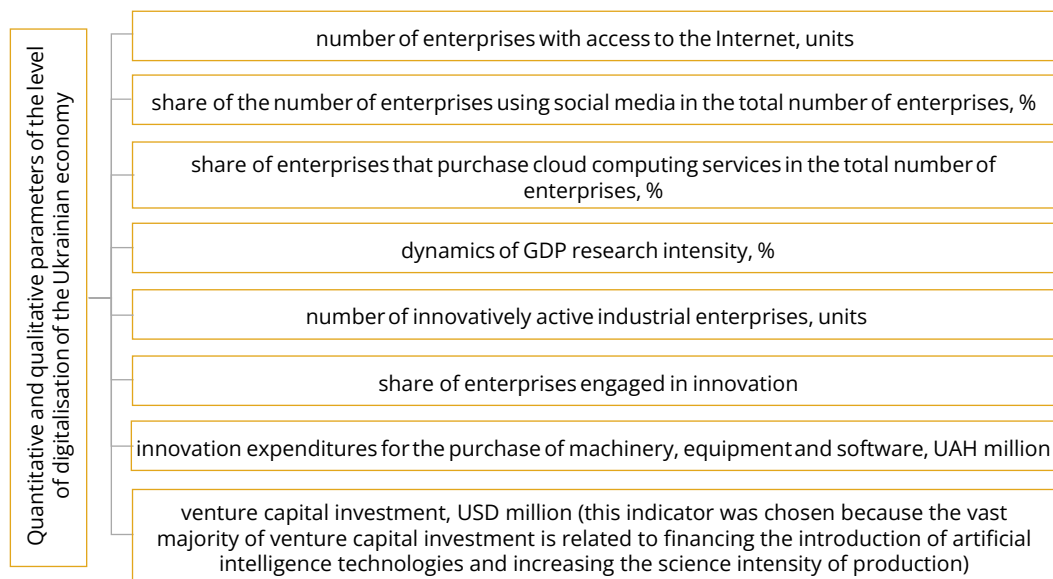 Quantitative and qualitative parameters of the level
of digitalisation of the Ukrainian economy
number of enterprises with access to the Internet, units
share of the number of enterprises using social media in the total number of enterprises, %
share of enterprises that purchase cloud computing services in the total number of
enterprises, %
dynamics of GDP research intensity, %
number of innovatively active industrial enterprises, units
share of enterprises engaged in innovation
innovation expenditures for the purchase of machinery, equipment and software, UAH million
venture capital investment, USD million (this indicator was chosen because the vast
majority of venture capital investment is related to financing the introduction of artificial
intelligence technologies and increasing the science intensity of production)